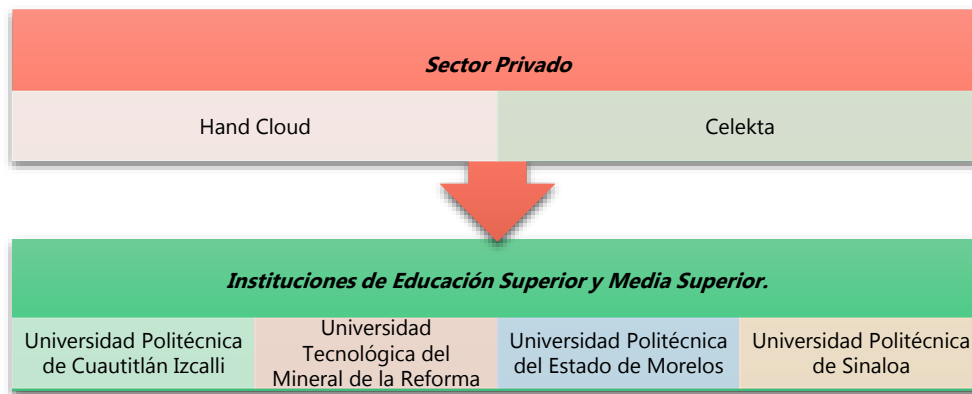 Sector Privado
Hand Cloud
Celekta
Instituciones de Educación Superior y Media Superior.
Universidad Politécnica
de Cuautitlán Izcalli
Universidad
Tecnológica del
Mineral de la Reforma
Universidad Politécnica
del Estado de Morelos
Universidad Politécnica
de Sinaloa